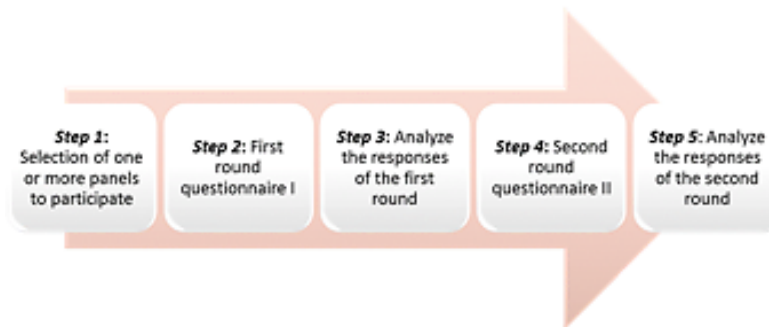 Step 1:
Selection of one
or more panels
to participate
Step 2: First
round
questionnaire I
Step 3: Analyze
the responses
of the first
round
Step 4: Second
round
questionnaire II
Step 5: Analyze
the responses
of the second
round